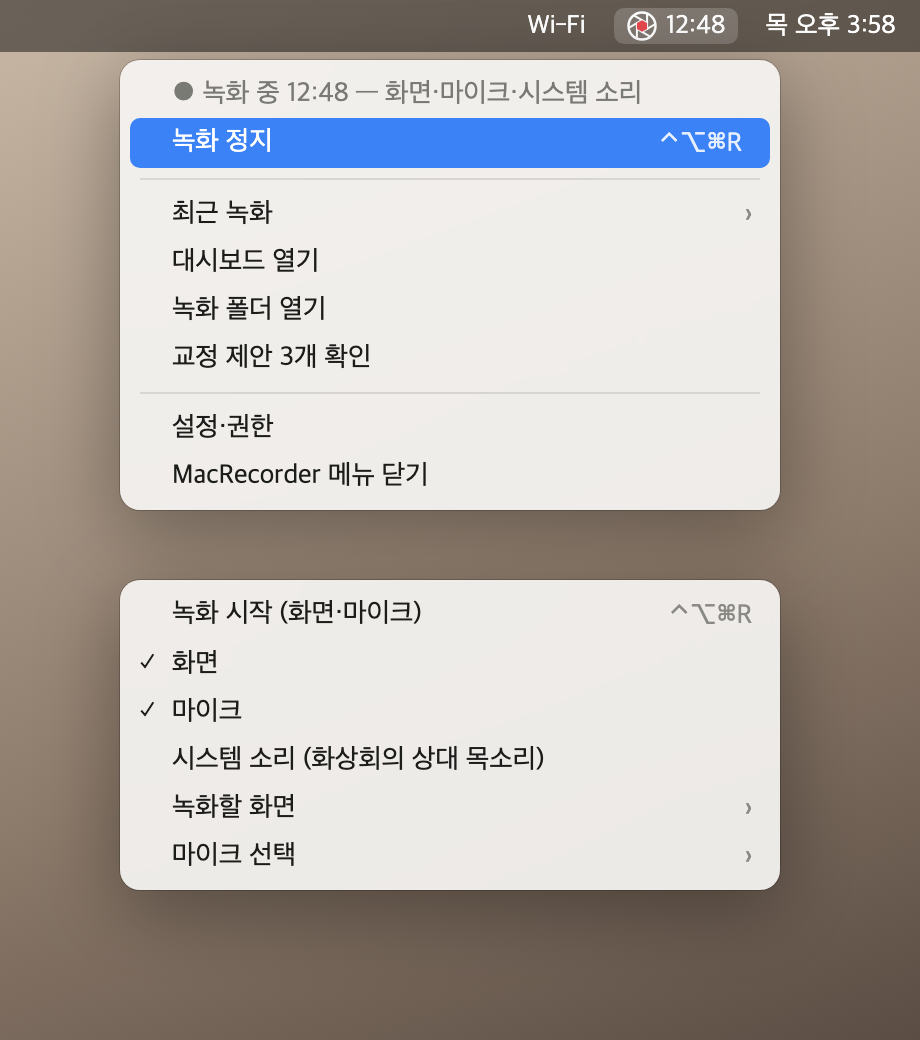 Wi-Fi 12:48 목 오후 3:58
● 녹화 중 12:48 — 화면·마이크·시스템 소리
녹화 정지 ⌃⌥⌘R
최근 녹화 ›
대시보드 열기
녹화 폴더 열기
교정 제안 3개 확인
설정·권한
MacRecorder 메뉴 닫기
녹화 시작 (화면·마이크) ⌃⌥⌘R
✓ 화면
✓ 마이크
시스템 소리 (화상회의 상대 목소리)
녹화할 화면 ›
마이크 선택 ›